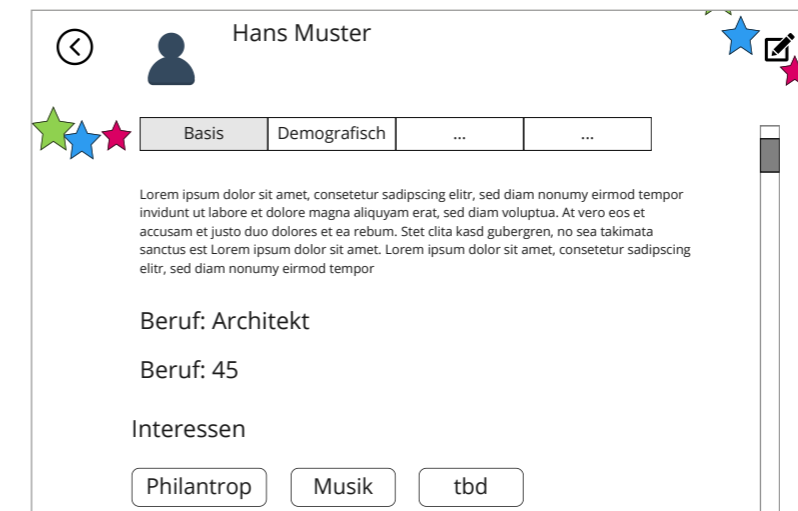 Hans Muster
Basis Demografisch ... ...
Lorem ipsum dolor sit amet, consetetur sadipscing elitr, sed diam nonumy eirmod tempor
invidunt ut labore et dolore magna aliquyam erat, sed diam voluptua. At vero eos et
accusam et justo duo dolores et ea rebum. Stet clita kasd gubergren, no sea takimata
sanctus est Lorem ipsum dolor sit amet. Lorem ipsum dolor sit amet, consetetur sadipscing
elitr, sed diam nonumy eirmod tempor
Beruf: Architekt
Beruf: 45
Interessen
Philantrop Musik tbd